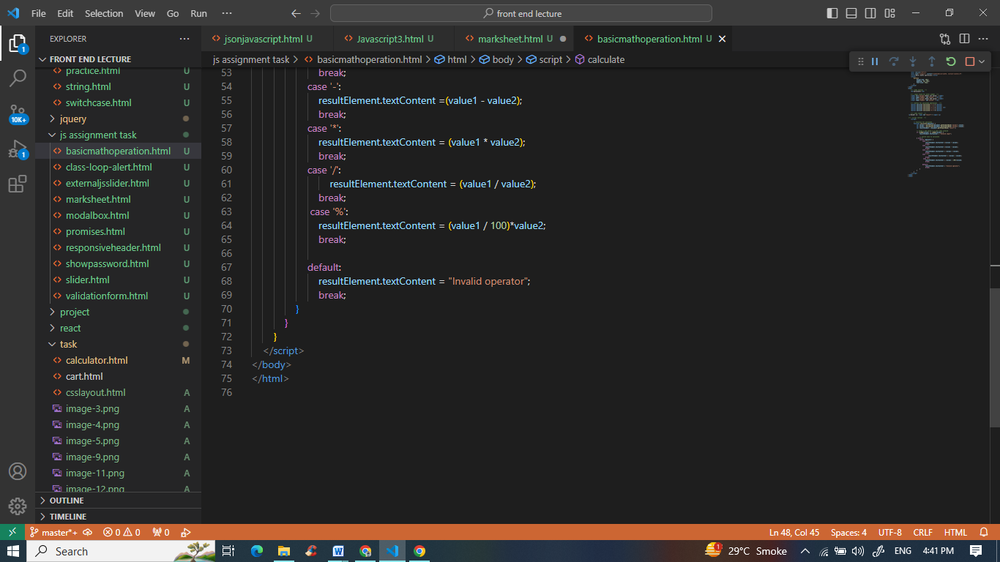 File Edit Selection View Go Run ··· front end lecture
EXPLORER ···
jsonjavascript.html U Javascript3.html U marksheet.html U basicmathoperation.html U
FRONT END LECTURE
js assignment task > basicmathoperation.html > html > body > script > calculate
practice.html U
string.html U
switchcase.html U
jquery
js assignment task
basicmathoperation.html U
class-loop-alert.html U
externaljsslider.html U
marksheet.html U
modalbox.html U
promises.html U
responsiveheader.html U
showpassword.html U
slider.html U
validationform.html U
project
react
task
calculator.html M
cart.html
csslayout.html A
image-3.png A
image-4.png A
image-5.png A
image-9.png A
image-11.png A
image-12.png A
OUTLINE
TIMELINE
1
10K+
1
53 break;
54 case '-':
55 resultElement.textContent =(value1 - value2);
56 break;
57 case '*':
58 resultElement.textContent = (value1 * value2);
59 break;
60 case '/':
61 resultElement.textContent = (value1 / value2);
62 break;
63 case '%':
64 resultElement.textContent = (value1 / 100)*value2;
65 break;
66
67 default:
68 resultElement.textContent = "Invalid operator";
69 break;
70 }
71 }
72 }
73 </script>
74 </body>
75 </html>
76
master*+ 0 0 0 Ln 48, Col 45 Spaces: 4 UTF-8 CRLF HTML
Search 1 29°C Smoke ENG 4:41 PM